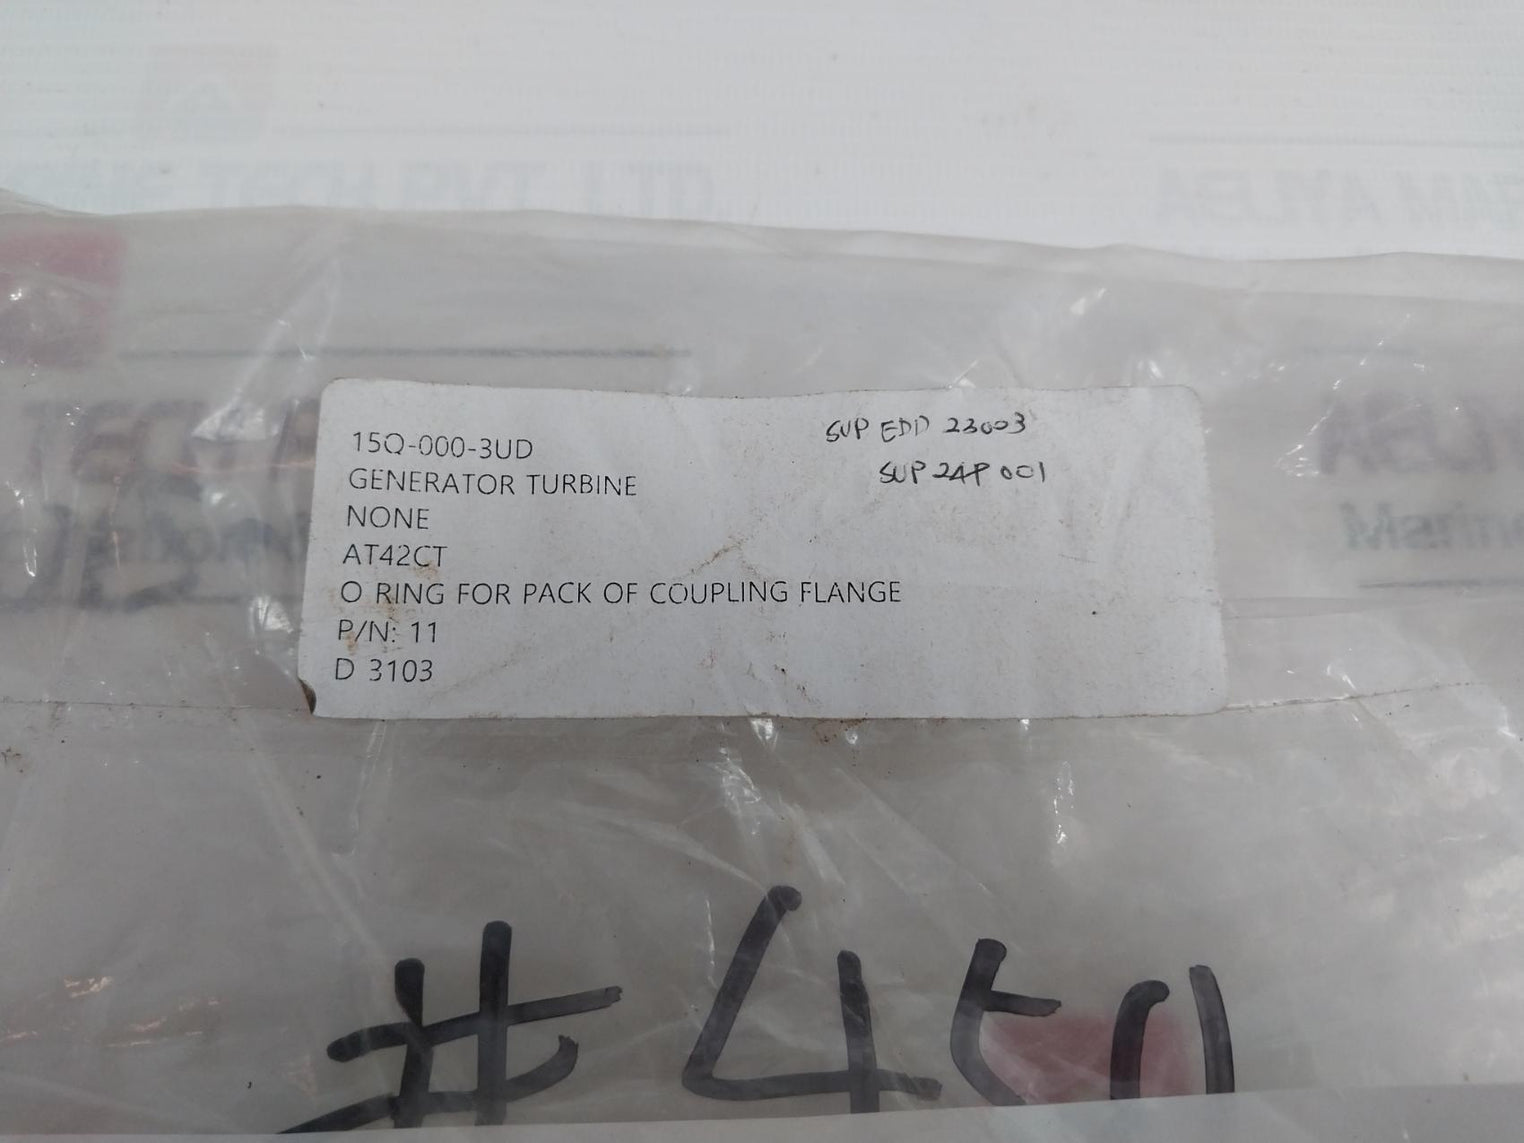 15Q-000-3UD
GENERATOR TURBINE
NONE
AT42CT
O RING FOR PACK OF COUPLING FLANGE
P/N: 11
D 3103
SUP EDD 23003
SUP 24P 001
#450